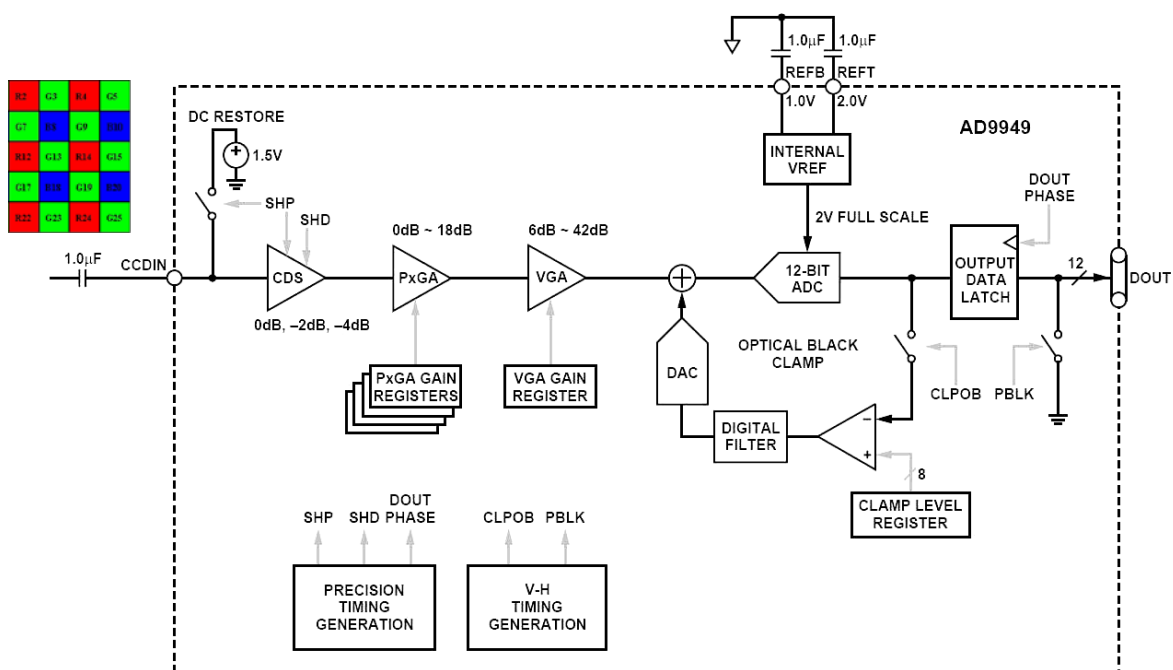 1.0μF 1.0μF
REFB REFT
1.0V 2.0V
R2 G3 R4 G5
G7 B8 G9
R12 G13 R14 G15
G17 B18 G19 B20
R22 G23 R24 G25
DC RESTORE
1.5V
AD9949
INTERNAL
VREF
DOUT
PHASE
SHP
SHD
2V FULL SCALE
0dB ~ 18dB
6dB ~ 42dB
1.0μF
CCDIN
CDS
PxGA
VGA
12-BIT
ADC
OUTPUT
DATA
LATCH
12
DOUT
0dB, –2dB, –4dB
OPTICAL BLACK
CLAMP
DAC
PxGA GAIN
REGISTERS
VGA GAIN
REGISTER
CLPOB
PBLK
DIGITAL
FILTER
–
+
8
CLAMP LEVEL
REGISTER
SHP
SHD
DOUT
PHASE
CLPOB
PBLK
PRECISION
TIMING
GENERATION
V-H
TIMING
GENERATION